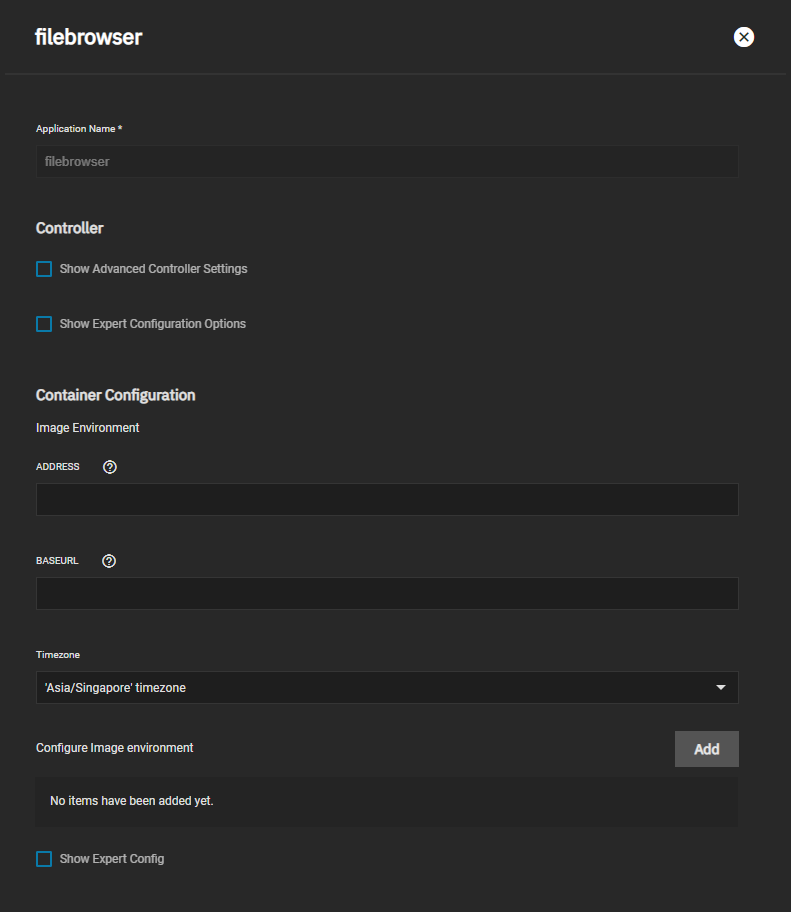 filebrowser
Application Name *
filebrowser
Controller
Show Advanced Controller Settings
Show Expert Configuration Options
Container Configuration
Image Environment
ADDRESS
BASEURL
Timezone
'Asia/Singapore' timezone
Configure Image environment
Add
No items have been added yet.
Show Expert Config